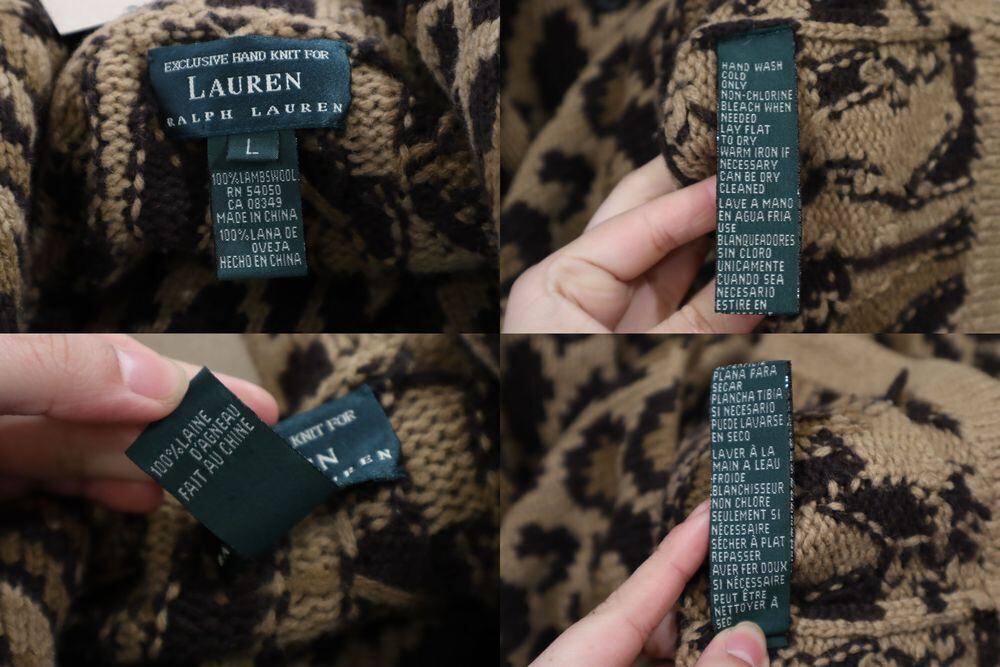 EXCLUSIVE HAND KNIT FOR
LAUREN
RALPH LAUREN
L
100% LAMBSWOOL
RN 54050
CA 08349
MADE IN CHINA
100% LANA DE
OVEJA
HECHO EN CHINA
HAND WASH
COLD
ONLY
NON-CHLORINE
BLEACH WHEN
NEEDED
LAY FLAT
TO DRY
WARM IRON IF
NECESSARY
CAN BE DRY
CLEANED
LAVE A MANO
EN AGUA FRIA
USE
BLANQUEADORES
SIN CLORO
UNICAMENTE
CUANDO SEA
NECESARIO
ESTIRE EN
100% LAINE
D'AGNEAU
FAIT AU CHINE
KNIT FOR
EN
UREN
PLANA PARA
SECAR
PLANCHA TIBIA
SI NECESARIO
PUEDE LAVARSE
EN SECO
LAVER À LA
MAIN A LEAU
FROIDE
BLANCHISSEUR
NON CHLORE
SEULEMENT SI
NÉCESSAIRE
SÉCHER À PLAT
REPASSER
AVER FER DOUX
SI NÉCESSAIRE
PEUT ÊTRE
NETTOYER À
SEC